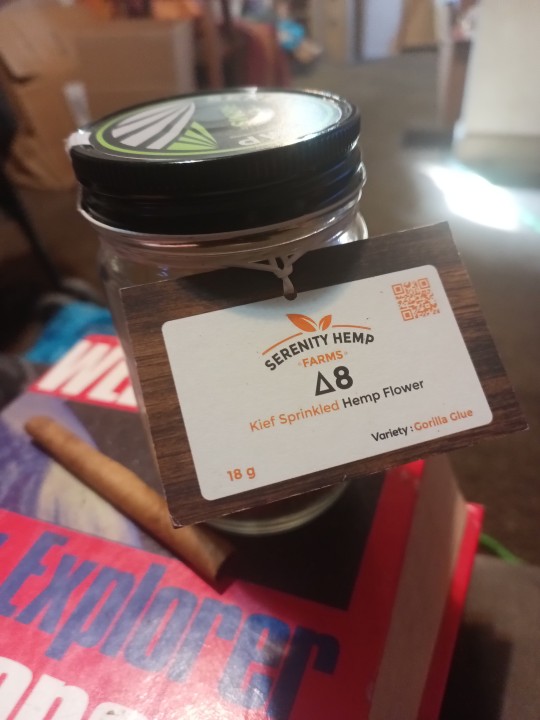 SERENITY HEMP
FARMS
Δ8
Kief Sprinkled Hemp Flower
Variety : Gorilla Glue
18 g
Explorer